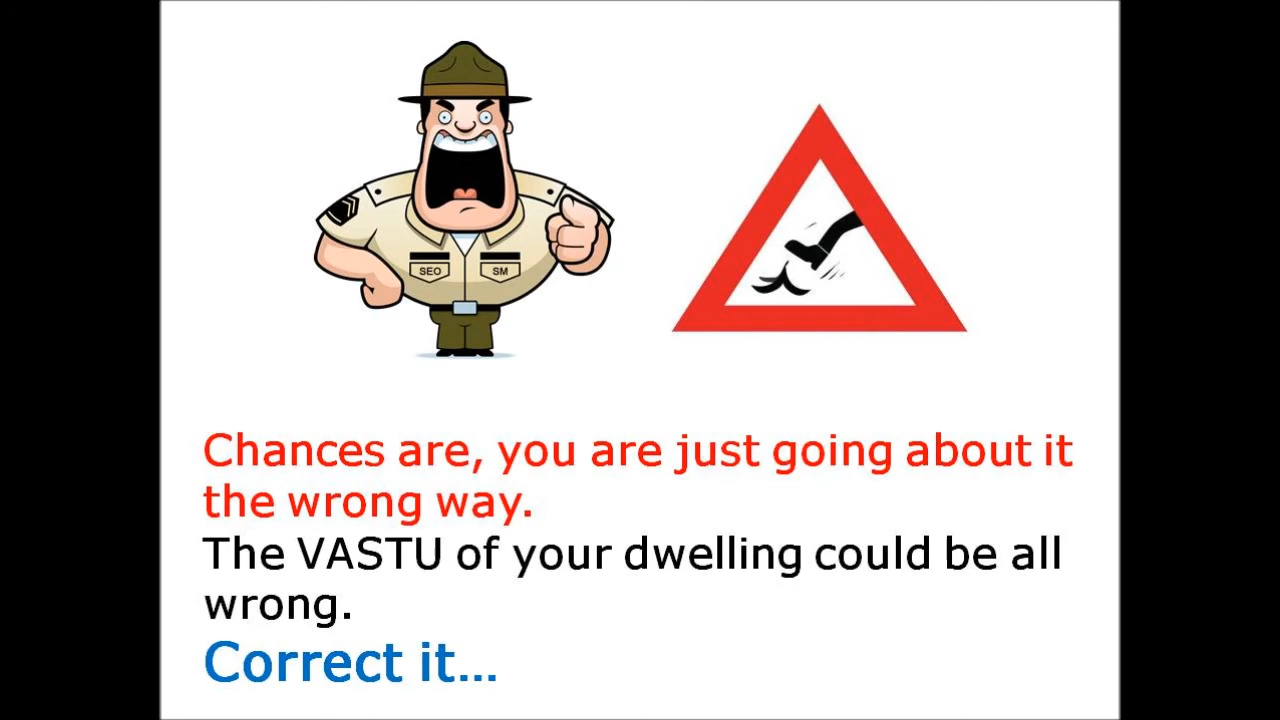 SEO
SM
Chances are, you are just going about it
the wrong way.
The VASTU of your dwelling could be all
wrong.
Correct it...